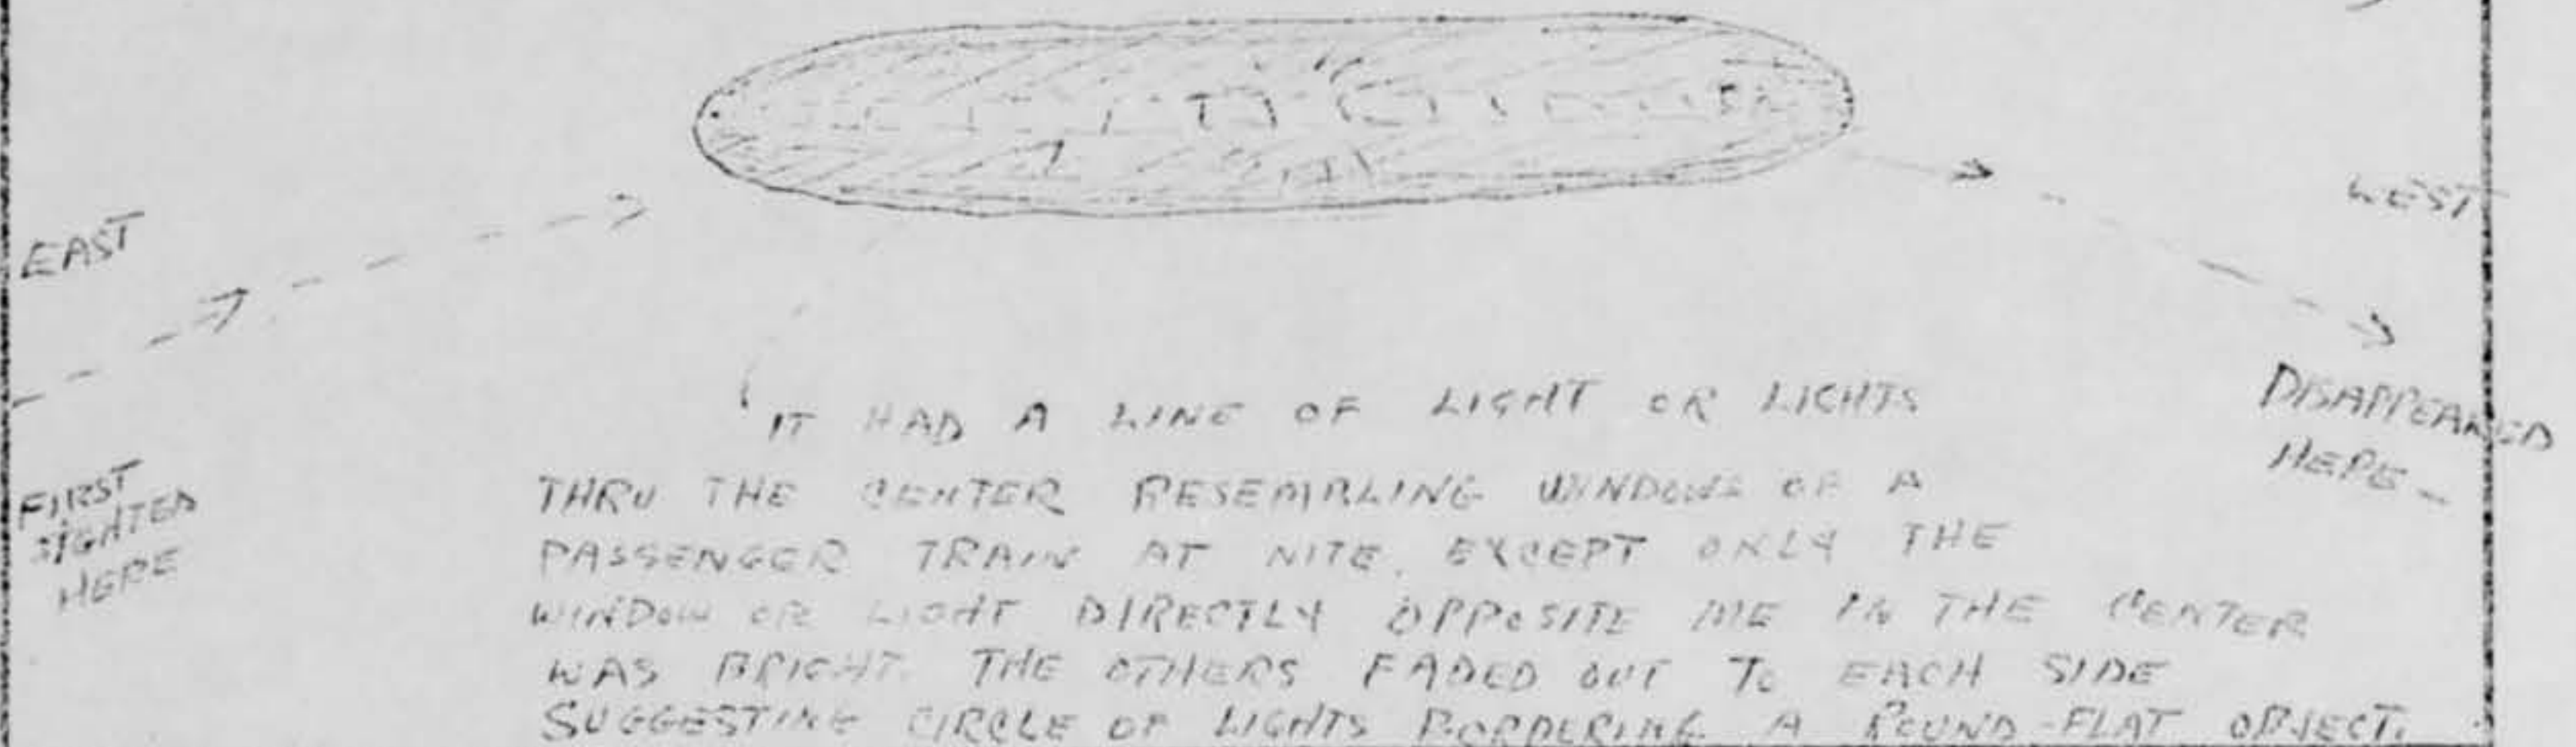 EAST
WEST
FIRST
SIGHTED
HERE
DISAPPEARED
HERE -
IT HAD A LINE OF LIGHT OR LIGHTS
THRU THE CENTER RESEMBLING WINDOWS OF A
PASSENGER TRAIN AT NITE. EXCEPT ONLY THE
WINDOW OR LIGHT DIRECTLY OPPOSITE ME IN THE CENTER
WAS BRIGHT. THE OTHERS FADED OUT TO EACH SIDE
SUGGESTING CIRCLE OF LIGHTS BORDERING A ROUND-FLAT OBJECT.